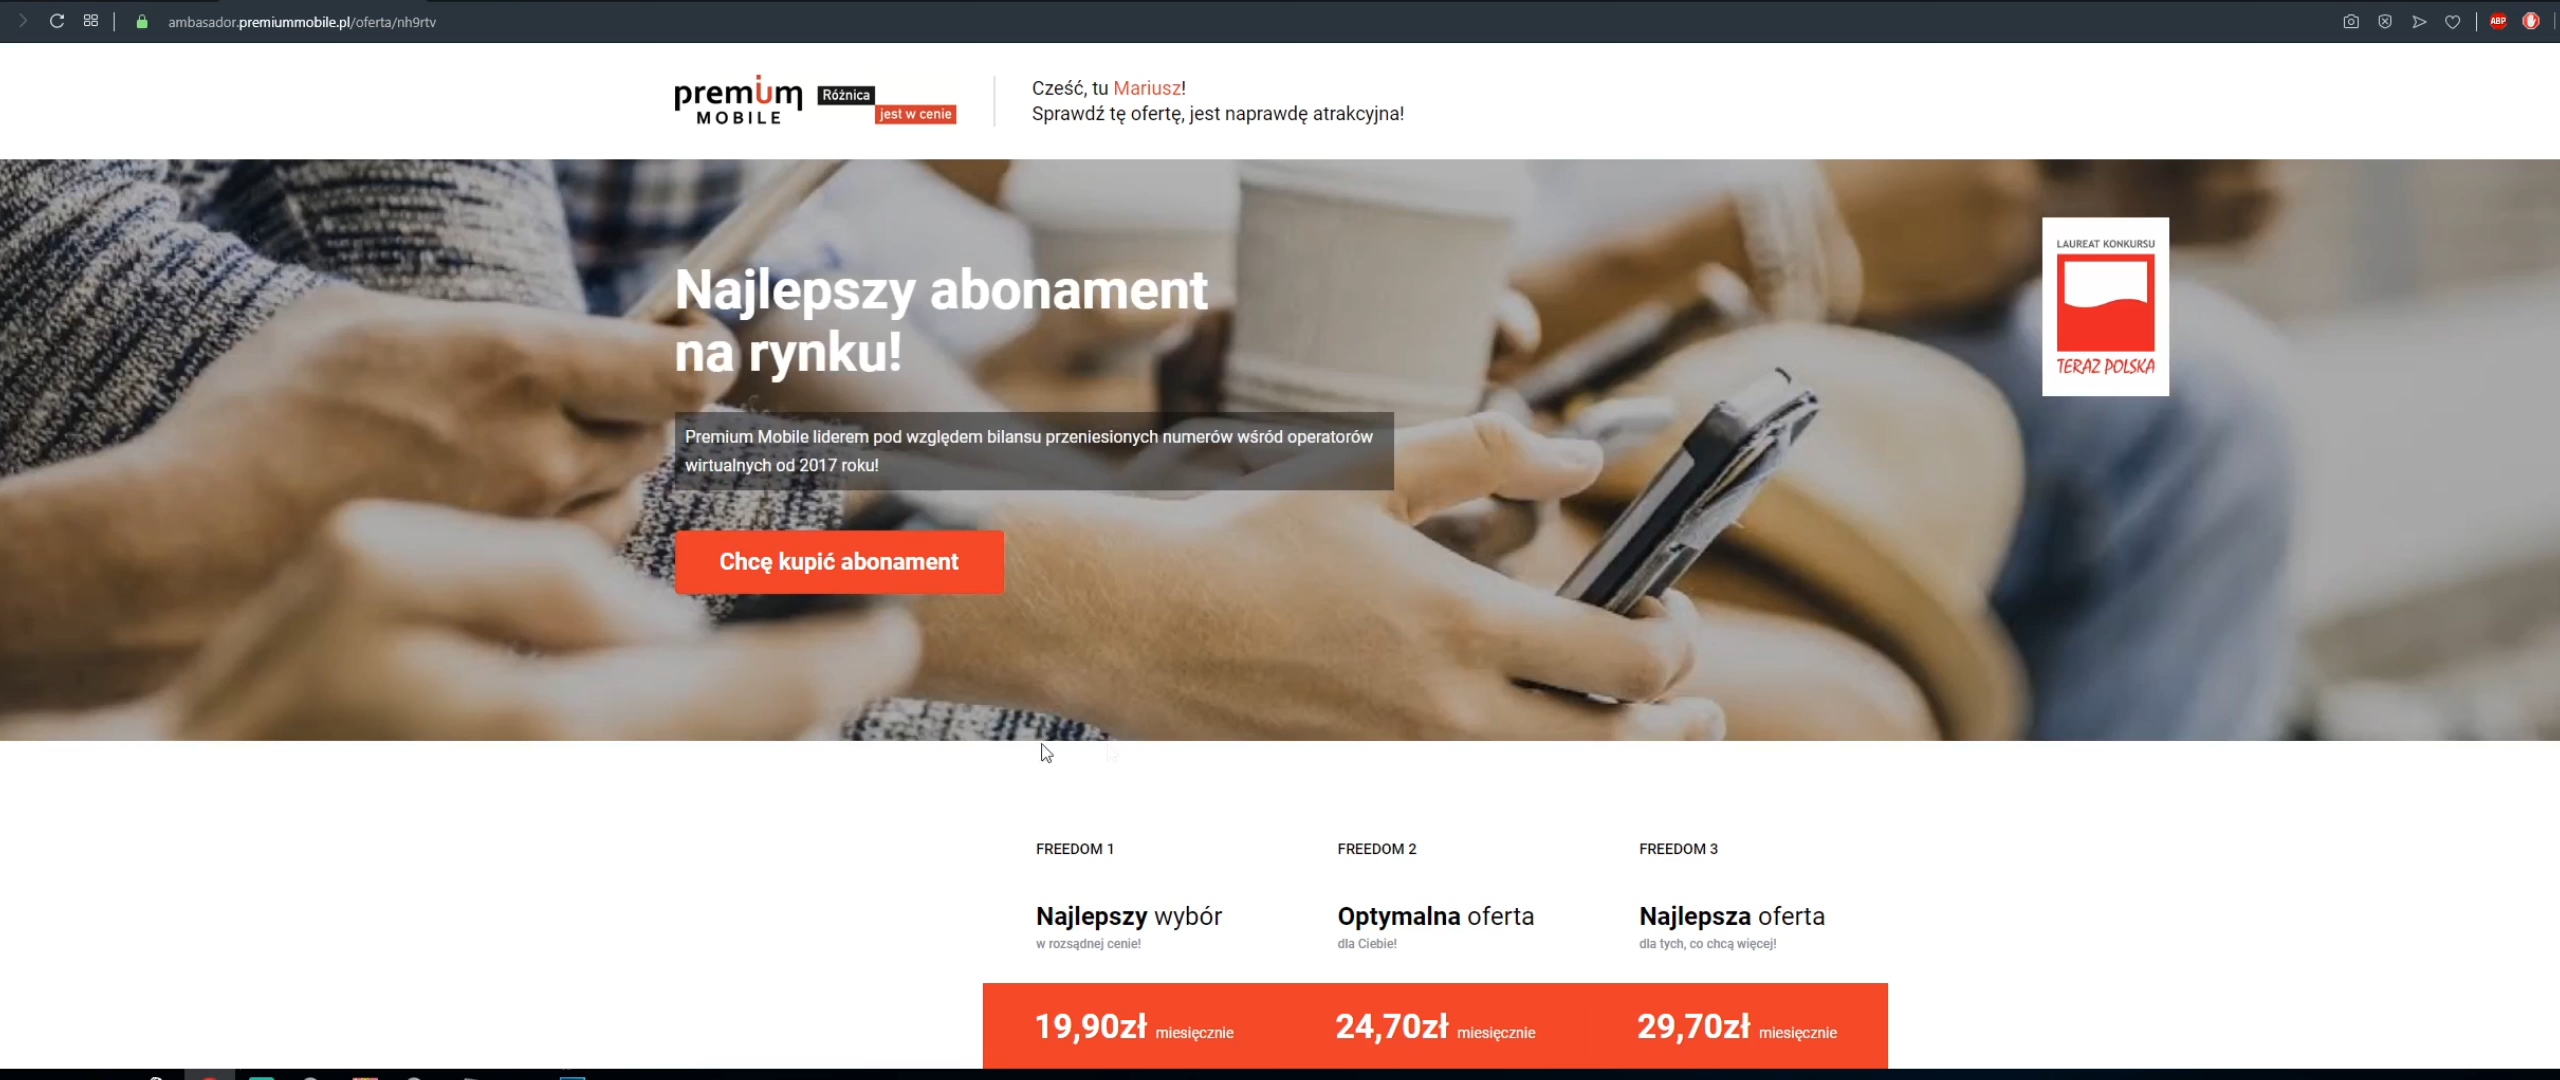 ambasador.premiummobile.pl/oferta/nh9rtv
ABP
premium
MOBILE
Różnica
jest w cenie
Cześć, tu Mariusz!
Sprawdź tę ofertę, jest naprawdę atrakcyjna!
LAUREAT KONKURSU
TERAZ POLSKA
Najlepszy abonament
na rynku!
Premium Mobile liderem pod względem bilansu przeniesionych numerów wśród operatorów
wirtualnych od 2017 roku!
Chcę kupić abonament
FREEDOM 1
Najlepszy wybór
w rozsądnej cenie!
19,90zł miesięcznie
FREEDOM 2
Optymalna oferta
dla Ciebie!
24,70zł miesięcznie
FREEDOM 3
Najlepsza oferta
dla tych, co chcą więcej!
29,70zł miesięcznie